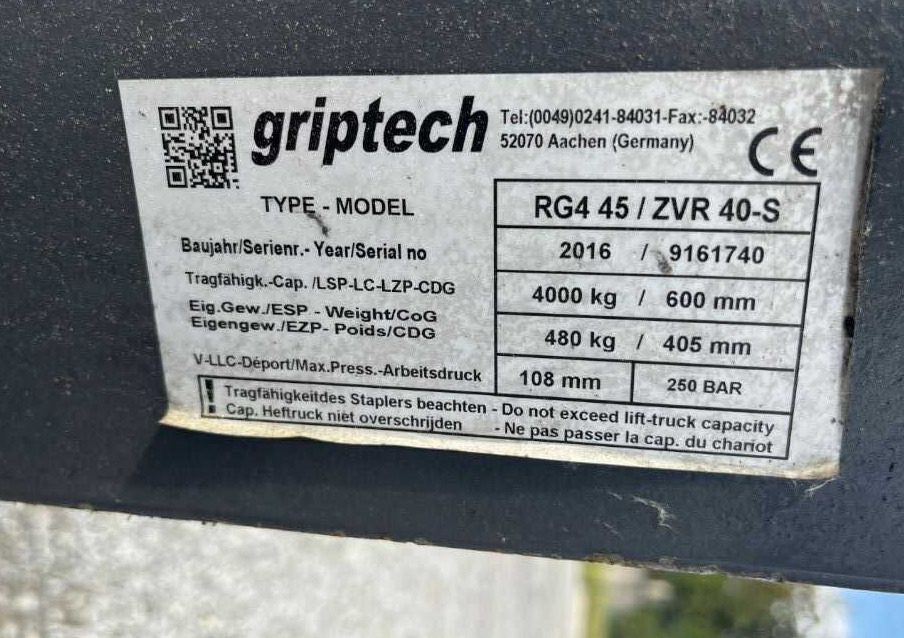 griptech
Tel:(0049)0241-84031-Fax:-84032
52070 Aachen (Germany)
CE
TYPE - MODEL RG4 45 / ZVR 40-S
Baujahr/Serienr.- Year/Serial no 2016 / 9161740
Tragfähigk.-Cap. /LSP-LC-LZP-CDG 4000 kg / 600 mm
Eig.Gew./ESP - Weight/CoG
Eigengew./EZP- Poids/CDG 480 kg / 405 mm
V-LLC-Déport/Max.Press.-Arbeitsdruck 108 mm 250 BAR
! Tragfähigkeitdes Staplers beachten - Do not exceed lift-truck capacity
Cap. Heftruck niet overschrijden - Ne pas passer la cap. du chariot